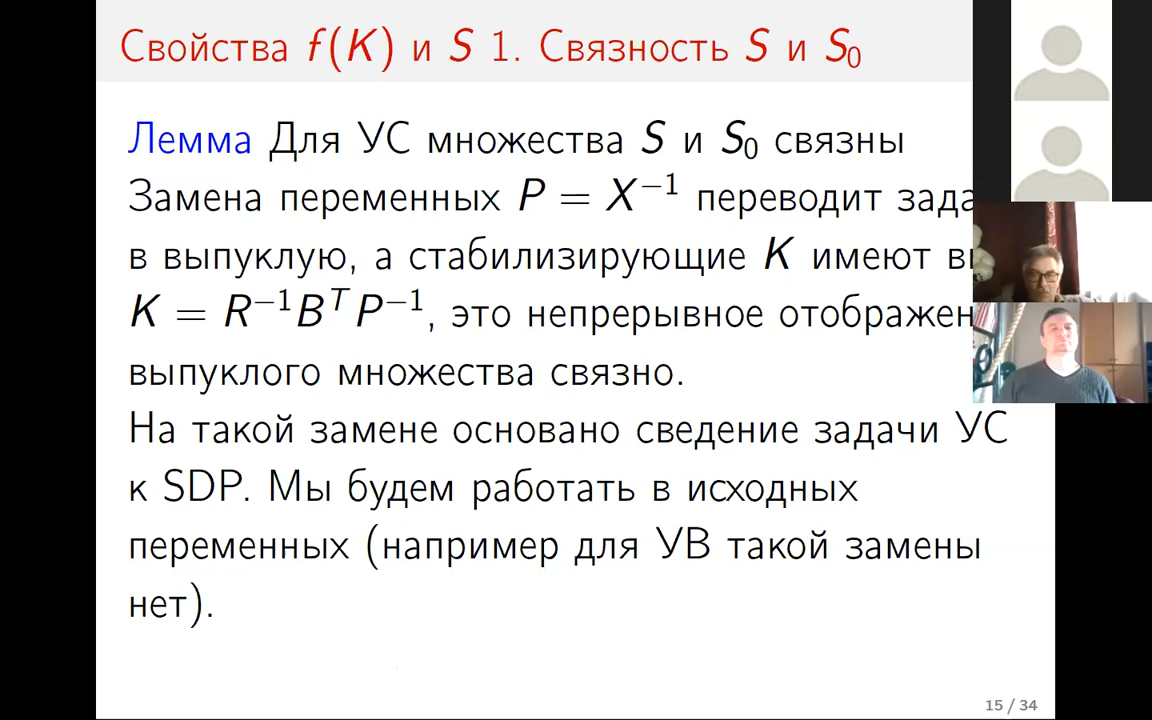 Свойства f(K) и S 1. Связность S и S₀
Лемма Для УС множества S и S₀ связны
Замена переменных P = X⁻¹ переводит
в выпуклую, а стабилизирующие K имеют
K = R⁻¹BᵀP⁻¹, это непрерывное
выпуклого множества связно.
На такой замене основано сведение задачи УС
к SDP. Мы будем работать в исходных
переменных (например для УВ такой замены
нет).
15 / 34